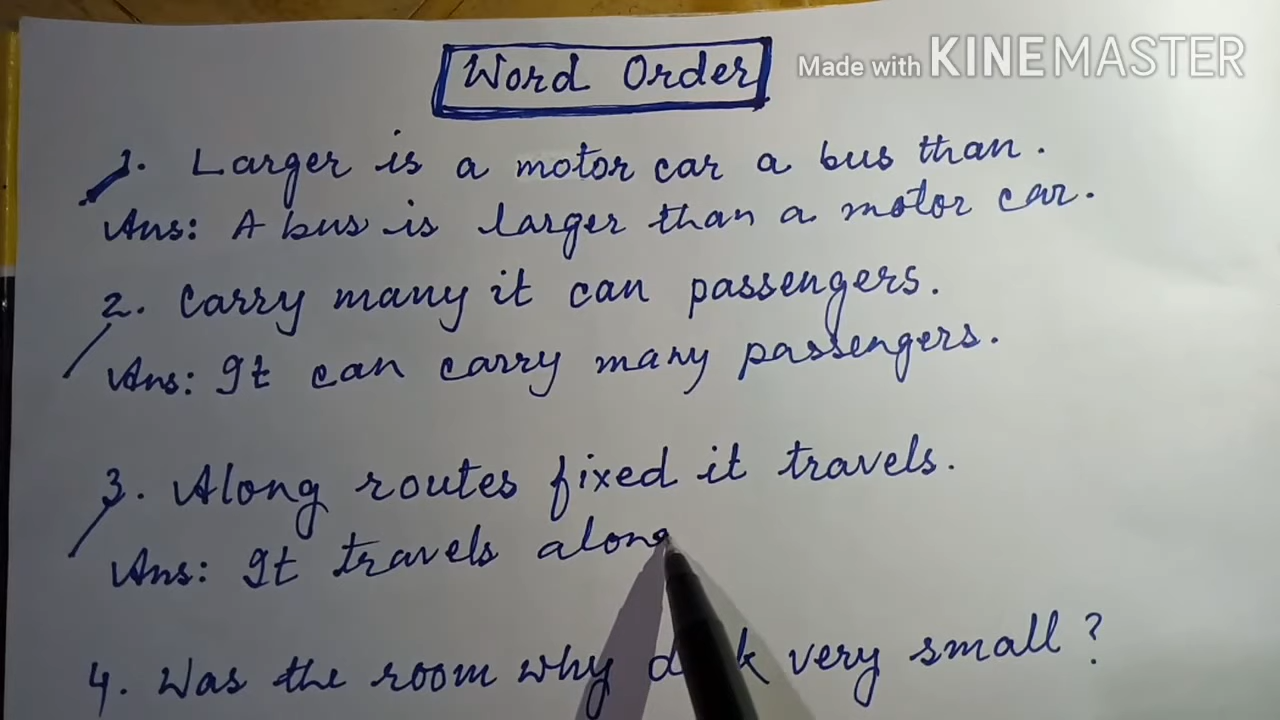 Word Order
Made with KINEMASTER
1. Larger is a motor car a bus than.
Ans: A bus is larger than a motor car.
2. Carry many it can passengers.
Ans: It can carry many passengers.
3. Along routes fixed it travels.
Ans: It travels along
4. Was the room why very small?